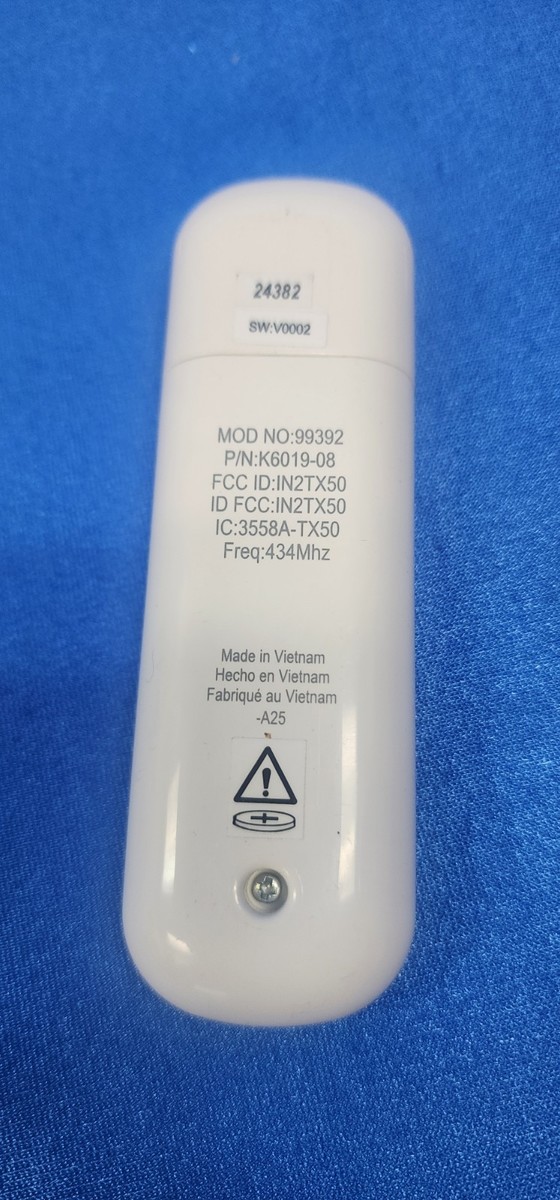 24382
SW:V0002
MOD NO:99392
P/N:K6019-08
FCC ID:IN2TX50
ID FCC:IN2TX50
IC:3558A-TX50
Freq:434Mhz
Made in Vietnam
Hecho en Vietnam
Fabriqué au Vietnam
-A25